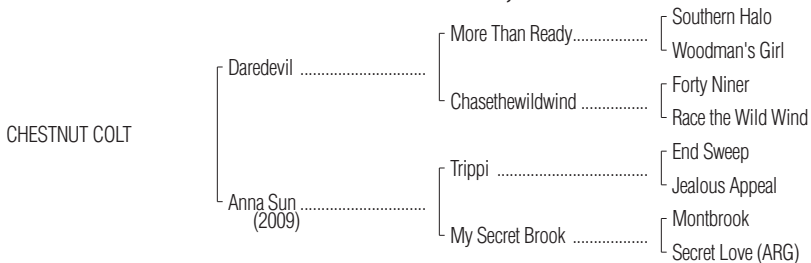 Southern Halo
More Than Ready.................
Woodman's Girl
Daredevil ..............................
Forty Niner
Chasethewildwind ................
Race the Wild Wind
CHESTNUT COLT
End Sweep
Trippi ....................................
Jealous Appeal
Anna Sun ..............................
(2009)
Montbrook
My Secret Brook ..................
Secret Love (ARG)